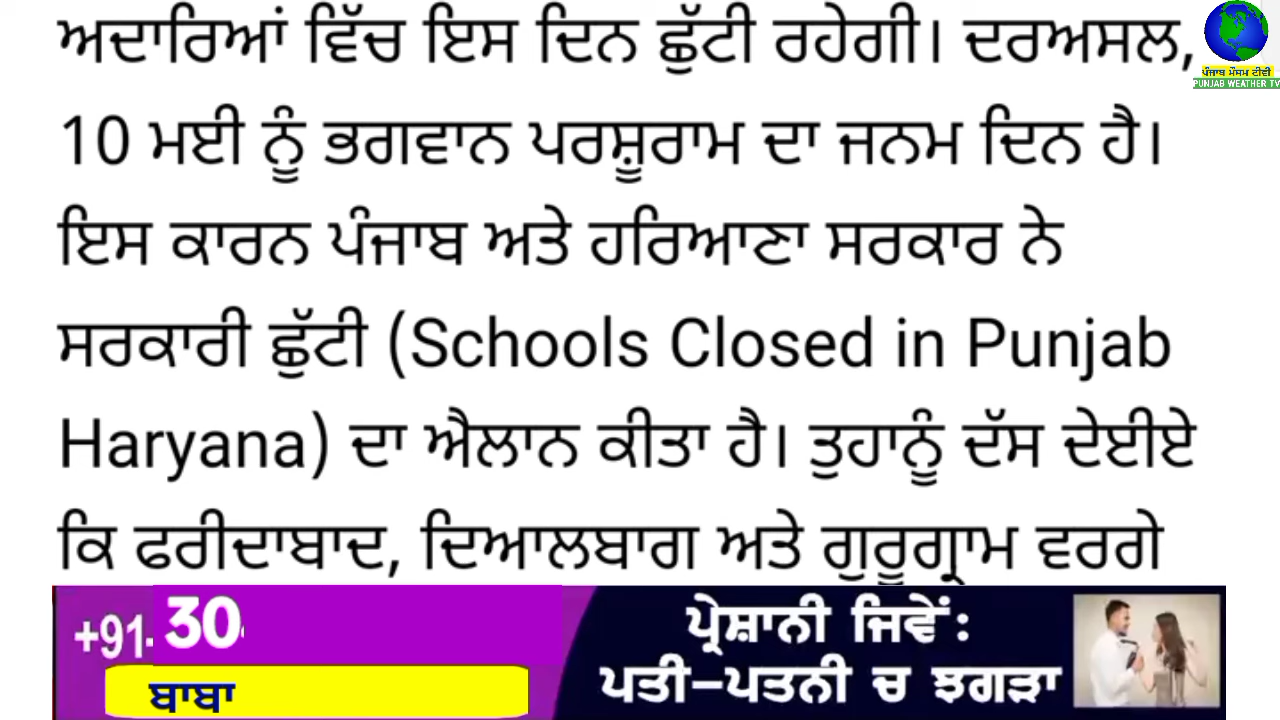 ਅਦਾਰਿਆਂ ਵਿੱਚ ਇਸ ਦਿਨ ਛੁੱਟੀ ਰਹੇਗੀ। ਦਰਅਸਲ,
ਪੰਜਾਬ ਮੌਸਮ ਟੀਵੀ
PUNJAB WEATHER TV
10 ਮਈ ਨੂੰ ਭਗਵਾਨ ਪਰਸ਼ੂਰਾਮ ਦਾ ਜਨਮ ਦਿਨ ਹੈ।
ਇਸ ਕਾਰਨ ਪੰਜਾਬ ਅਤੇ ਹਰਿਆਣਾ ਸਰਕਾਰ ਨੇ
ਸਰਕਾਰੀ ਛੁੱਟੀ (Schools Closed in Punjab
Haryana) ਦਾ ਐਲਾਨ ਕੀਤਾ ਹੈ। ਤੁਹਾਨੂੰ ਦੱਸ ਦੇਈਏ
ਕਿ ਫਰੀਦਾਬਾਦ, ਦਿਆਲਬਾਗ ਅਤੇ ਗੁਰੂਗ੍ਰਾਮ ਵਰਗੇ
+91- 30
ਬਾਬਾ
ਪ੍ਰੇਸ਼ਾਨੀ ਜਿਵੇਂ:
ਪਤੀ-ਪਤਨੀ ਚ ਝਗੜਾ